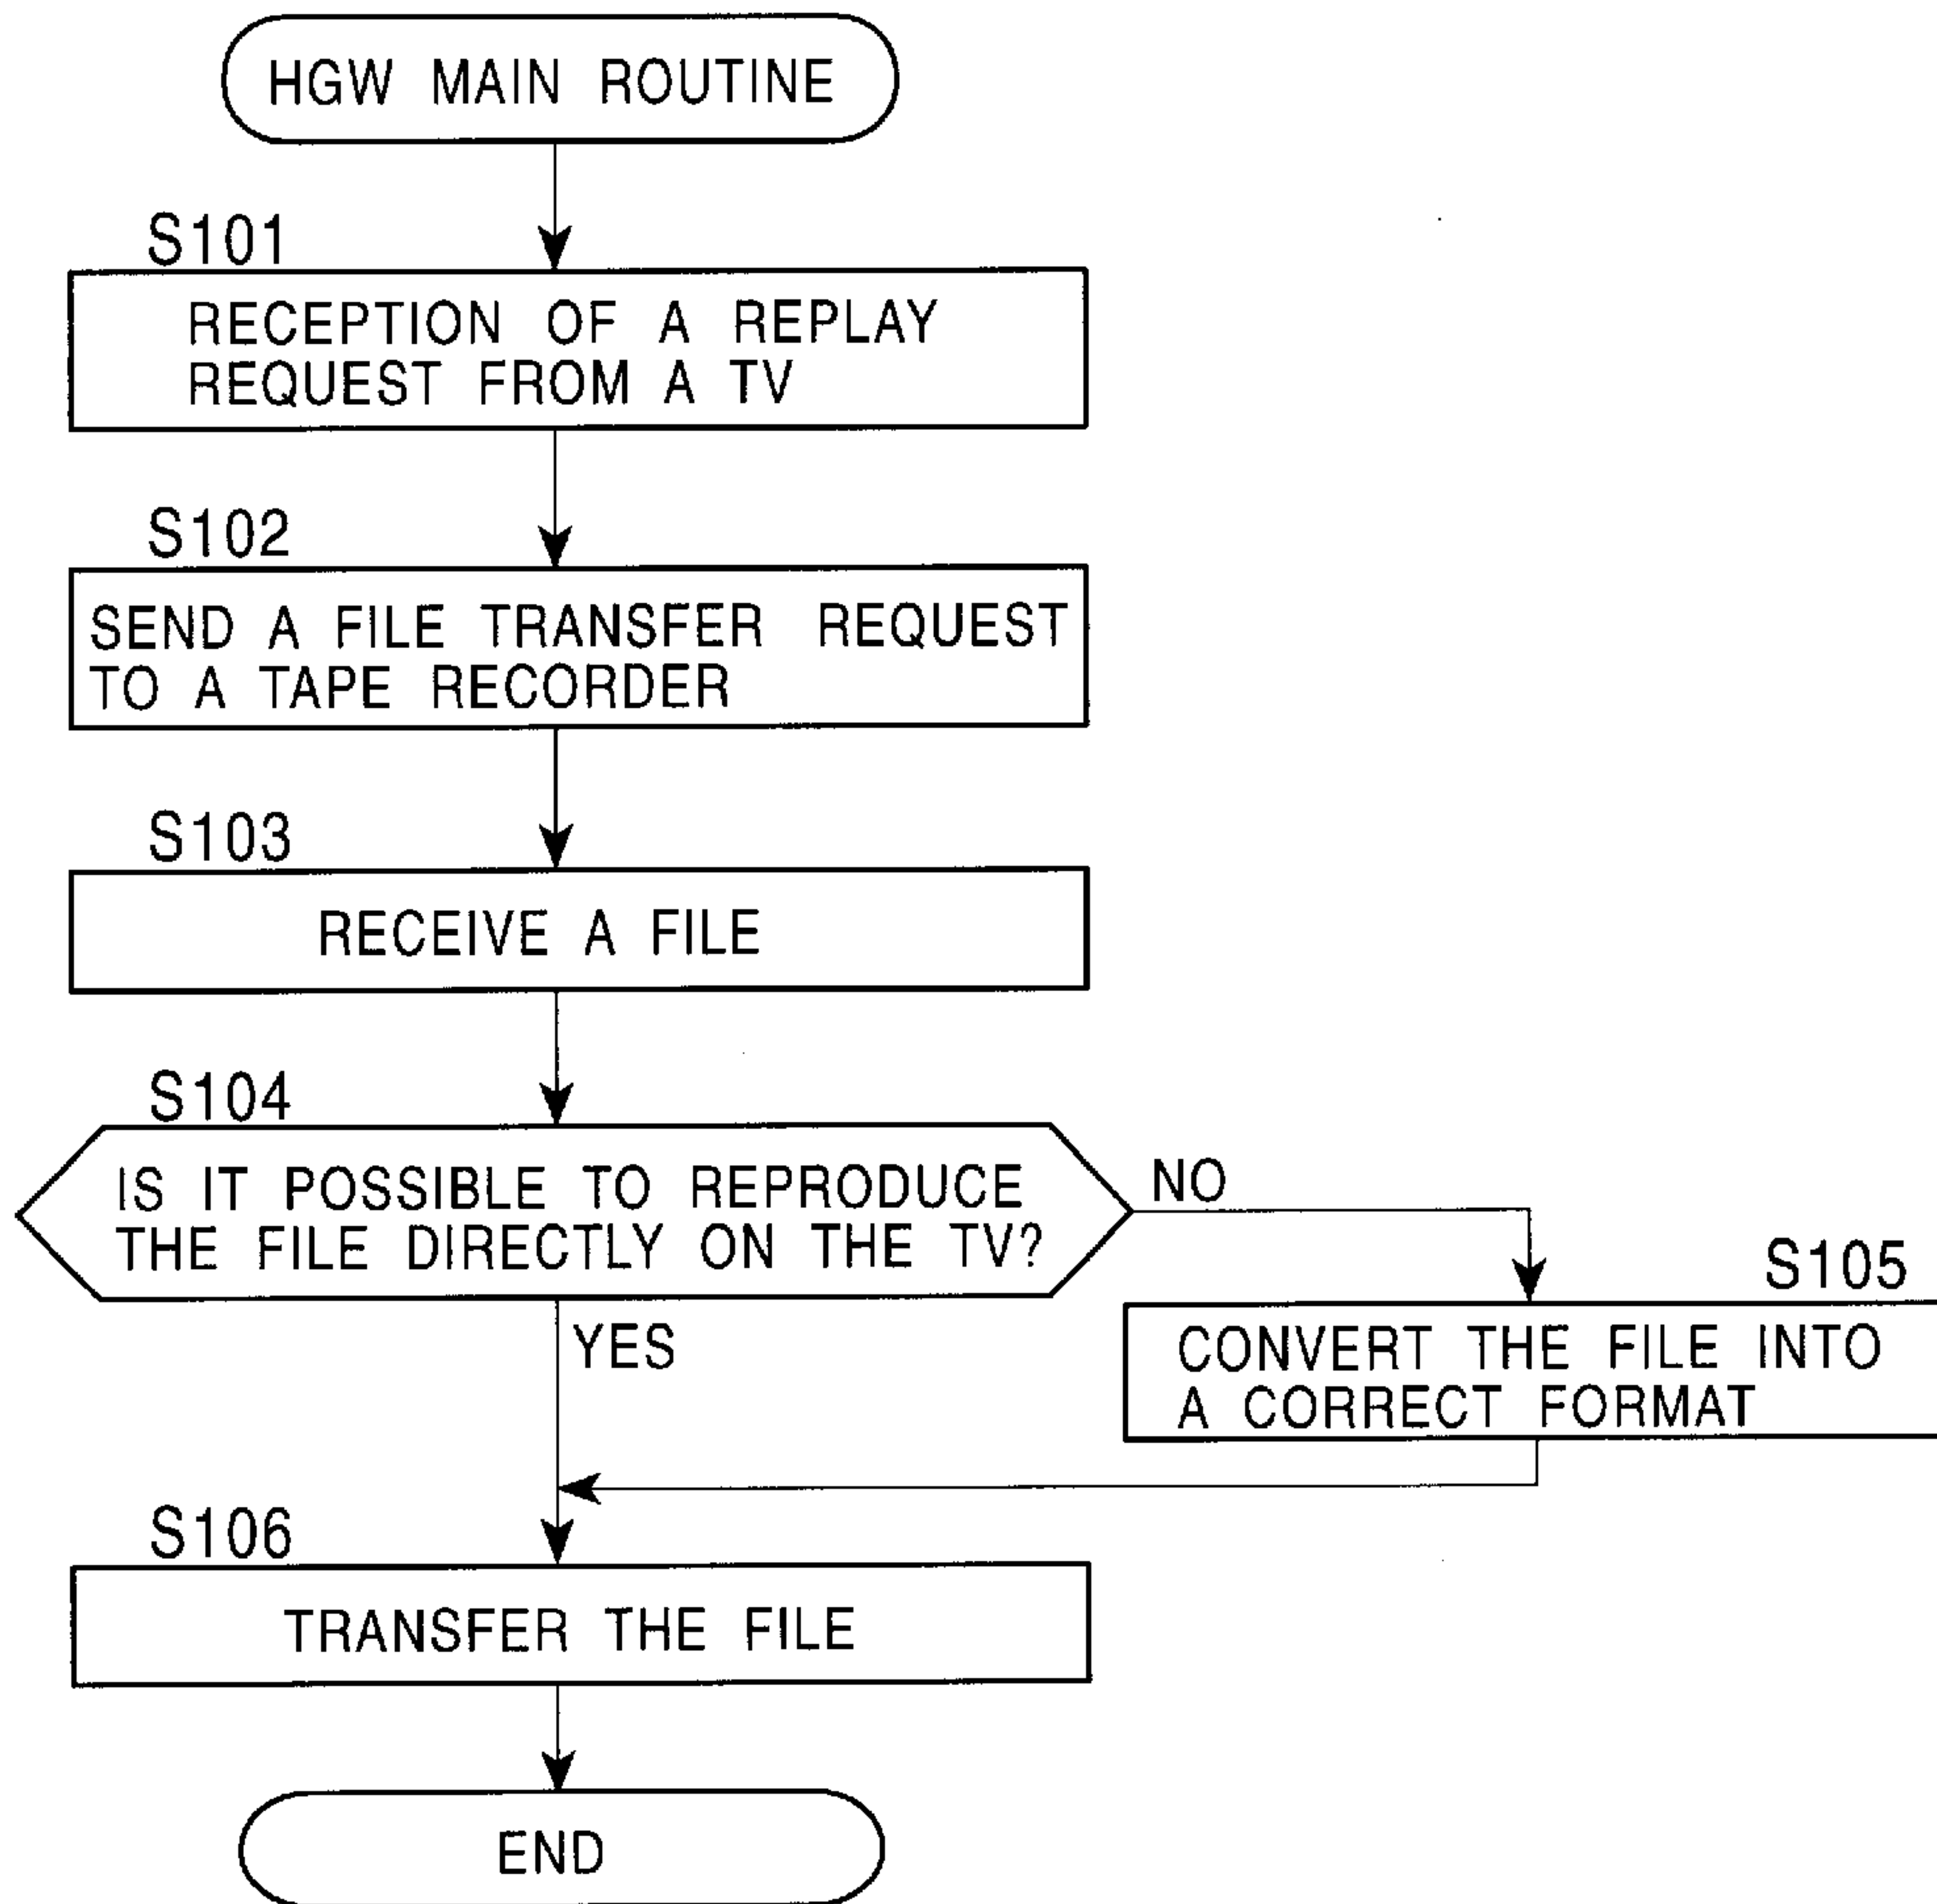 HGW MAIN ROUTINE
S101
RECEPTION OF A REPLAY
REQUEST FROM A TV
S102
SEND A FILE TRANSFER REQUEST
TO A TAPE RECORDER
S103
RECEIVE A FILE
S104
IS IT POSSIBLE TO REPRODUCE
THE FILE DIRECTLY ON THE TV?
NO
YES
S105
CONVERT THE FILE INTO
A CORRECT FORMAT
S106
TRANSFER THE FILE
END